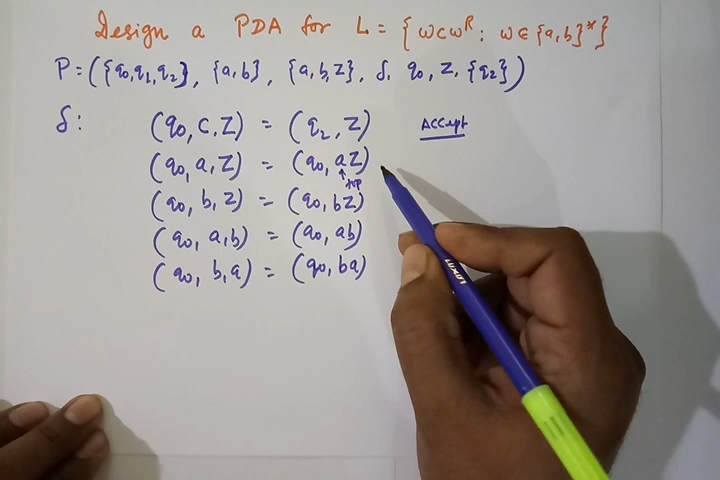 Design a PDA for L = { wcwᴿ : w ∈ {a,b}* }
P = ({q0,q1,q2}, {a,b}, {a,b,z}, δ, q0, z, {q2})
δ: (q0, c, z) = (q2, z) Accept
(q0, a, z) = (q0, az)
↑ top
(q0, b, z) = (q0, bz)
(q0, a, b) = (q0, ab)
(q0, b, a) = (q0, ba)
LUXOR